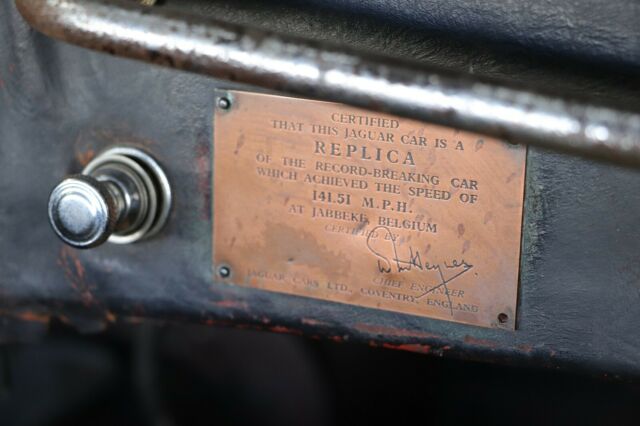 CERTIFIED
THAT THIS JAGUAR CAR IS A
REPLICA
OF THE RECORD-BREAKING CAR
WHICH ACHIEVED THE SPEED OF
141.51 M.P.H.
AT JABBEKE, BELGIUM
CERTIFIED BY
W M Heynes.
CHIEF ENGINEER
JAGUAR CARS LTD., COVENTRY, ENGLAND